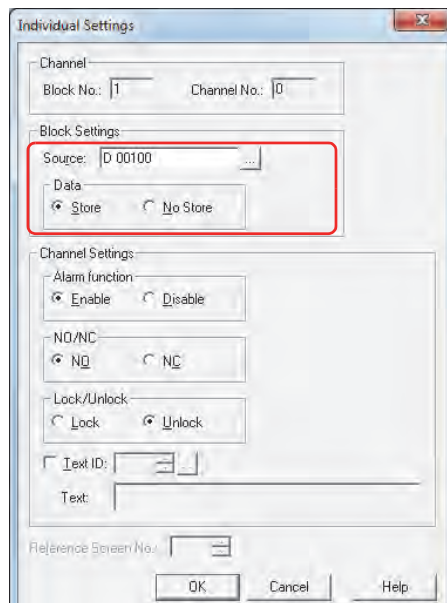 Individual Settings
Channel
Block No.: 1 Channel No.: 0
Block Settings
Source: D 00100 ...
Data
Store No Store
Channel Settings
Alarm function
Enable Disable
NO/NC
NO NC
Lock/Unlock
Lock Unlock
Text ID: ...
Text:
Reference Screen No.:
OK Cancel Help